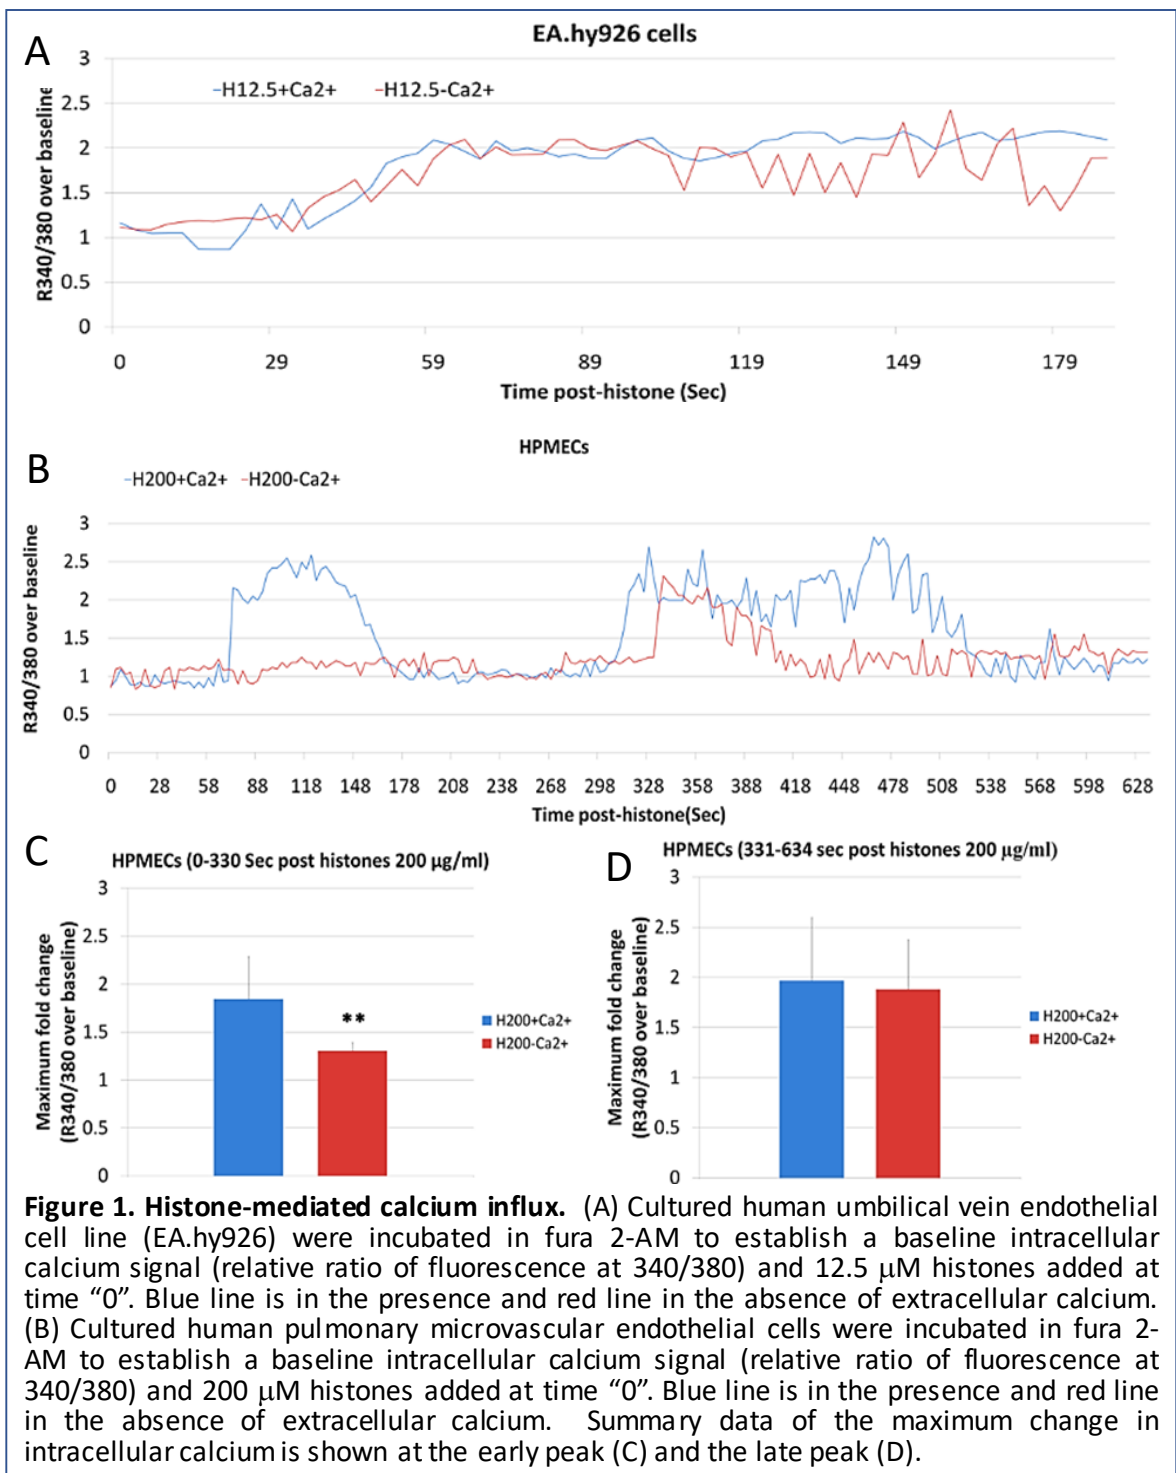 A
EA.hy926 cells
H12.5+Ca2+ H12.5-Ca2+
R340/380 over baseline
3
2.5
2
1.5
1
0.5
0
0 29 59 89 119 149 179
Time post-histone (Sec)
B
HPMECs
H200+Ca2+ H200-Ca2+
R340/380 over baseline
3
2.5
2
1.5
1
0.5
0
0 28 58 88 118 148 178 208 238 268 298 328 358 388 418 448 478 508 538 568 598 628
Time post-histone(Sec)
C
HPMECs (0-330 Sec post histones 200 µg/ml)
Maximum fold change
(R340/380 over baseline)
3
2.5
2
1.5
1
0.5
0
**
H200+Ca2+
H200-Ca2+
D
HPMECs (331-634 sec post histones 200 µg/ml)
Maximum fold change
(R340/380 over baseline)
3
2.5
2
1.5
1
0.5
0
H200+Ca2+
H200-Ca2+
Figure 1. Histone-mediated calcium influx. (A) Cultured human umbilical vein endothelial
cell line (EA.hy926) were incubated in fura 2-AM to establish a baseline intracellular
calcium signal (relative ratio of fluorescence at 340/380) and 12.5 µM histones added at
time “0”. Blue line is in the presence and red line in the absence of extracellular calcium.
(B) Cultured human pulmonary microvascular endothelial cells were incubated in fura 2-
AM to establish a baseline intracellular calcium signal (relative ratio of fluorescence at
340/380) and 200 µM histones added at time “0”. Blue line is in the presence and red line
in the absence of extracellular calcium. Summary data of the maximum change in
intracellular calcium is shown at the early peak (C) and the late peak (D).